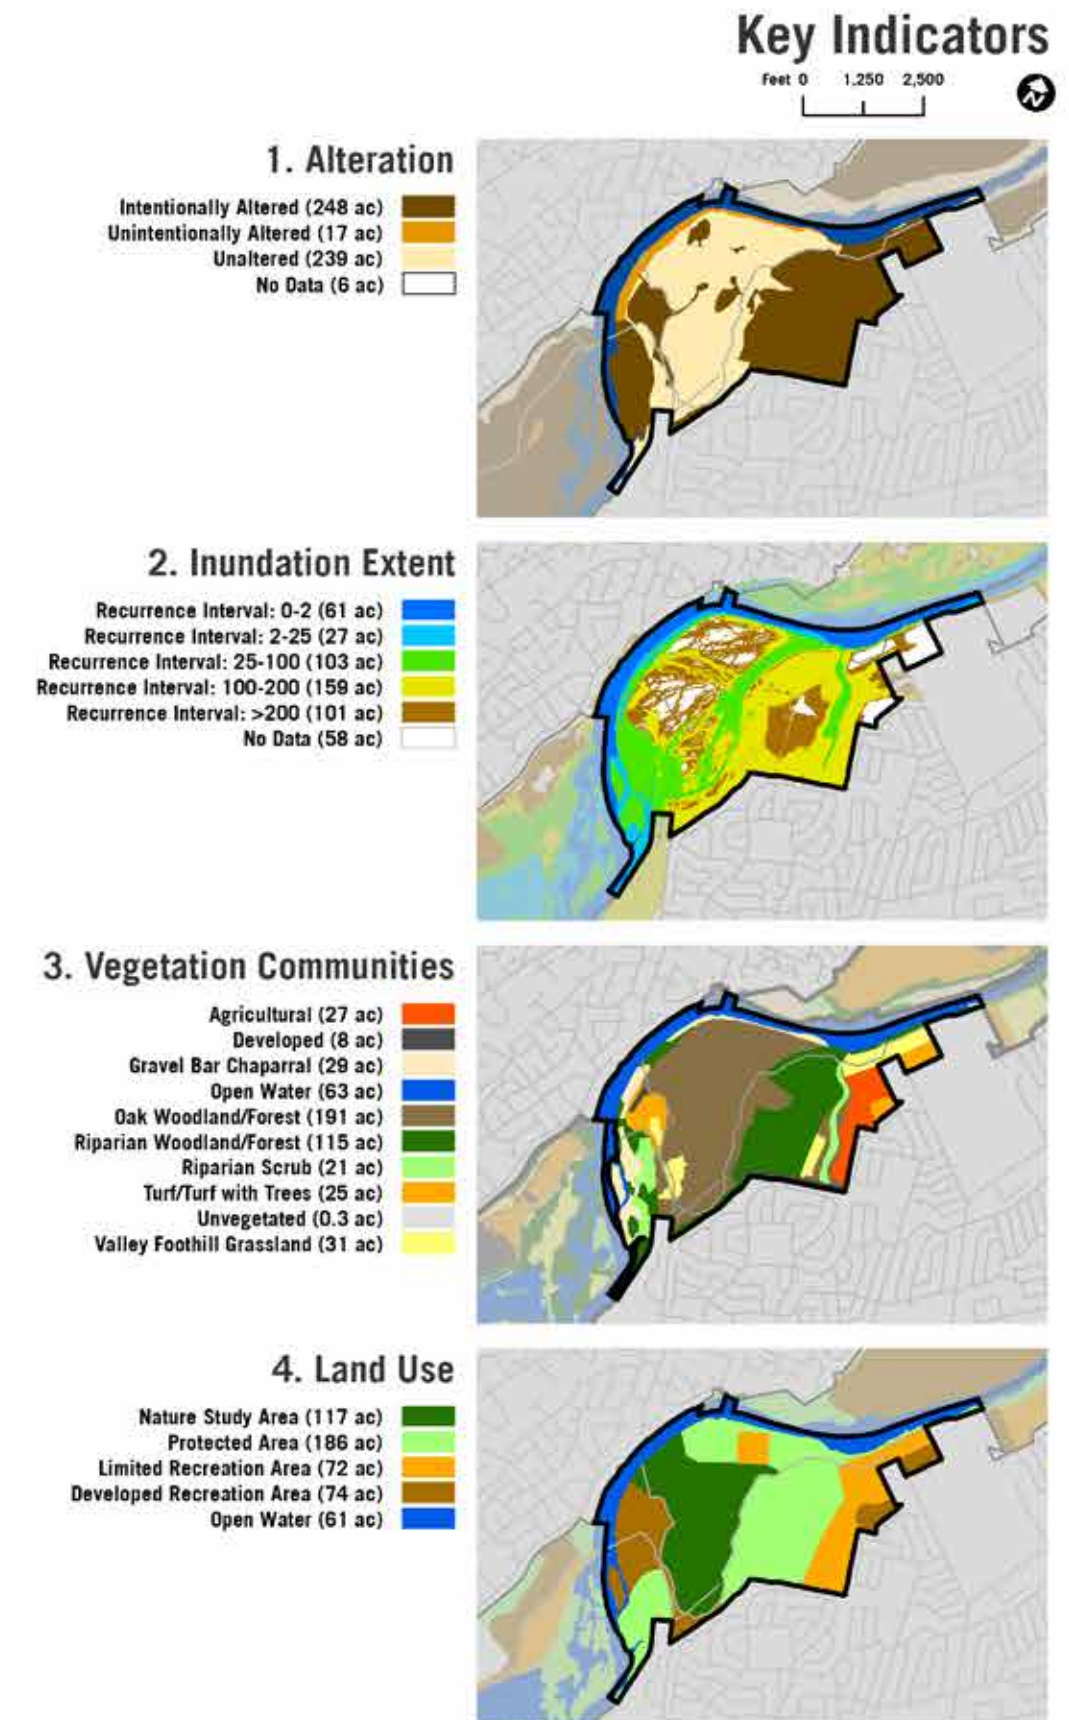 Key Indicators
Feet 0 1,250 2,500
N
1. Alteration
Intentionally Altered (248 ac)
Unintentionally Altered (17 ac)
Unaltered (239 ac)
No Data (6 ac)
2. Inundation Extent
Recurrence Interval: 0-2 (61 ac)
Recurrence Interval: 2-25 (27 ac)
Recurrence Interval: 25-100 (103 ac)
Recurrence Interval: 100-200 (159 ac)
Recurrence Interval: >200 (101 ac)
No Data (58 ac)
3. Vegetation Communities
Agricultural (27 ac)
Developed (8 ac)
Gravel Bar Chaparral (29 ac)
Open Water (63 ac)
Oak Woodland/Forest (191 ac)
Riparian Woodland/Forest (115 ac)
Riparian Scrub (21 ac)
Turf/Turf with Trees (25 ac)
Unvegetated (0.3 ac)
Valley Foothill Grassland (31 ac)
4. Land Use
Nature Study Area (117 ac)
Protected Area (186 ac)
Limited Recreation Area (72 ac)
Developed Recreation Area (74 ac)
Open Water (61 ac)